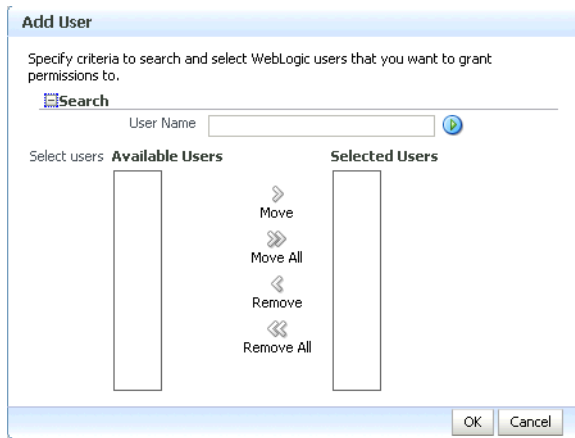 Add User
Specify criteria to search and select WebLogic users that you want to grant
permissions to.
Search
User Name
Select users Available Users Selected Users
Move
Move All
Remove
Remove All
OK Cancel